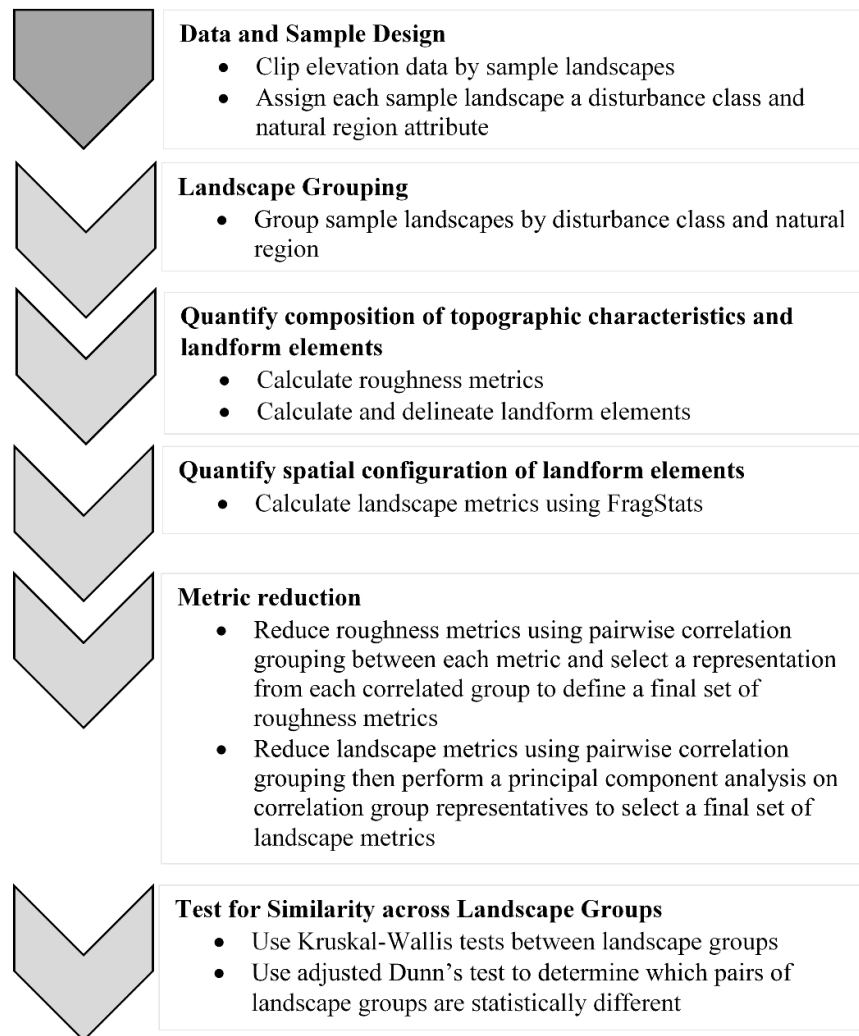 Data and Sample Design
• Clip elevation data by sample landscapes
• Assign each sample landscape a disturbance class and
natural region attribute
Landscape Grouping
• Group sample landscapes by disturbance class and natural
region
Quantify composition of topographic characteristics and
landform elements
• Calculate roughness metrics
• Calculate and delineate landform elements
Quantify spatial configuration of landform elements
• Calculate landscape metrics using FragStats
Metric reduction
• Reduce roughness metrics using pairwise correlation
grouping between each metric and select a representation
from each correlated group to define a final set of
roughness metrics
• Reduce landscape metrics using pairwise correlation
grouping then perform a principal component analysis on
correlation group representatives to select a final set of
landscape metrics
Test for Similarity across Landscape Groups
• Use Kruskal-Wallis tests between landscape groups
• Use adjusted Dunn’s test to determine which pairs of
landscape groups are statistically different